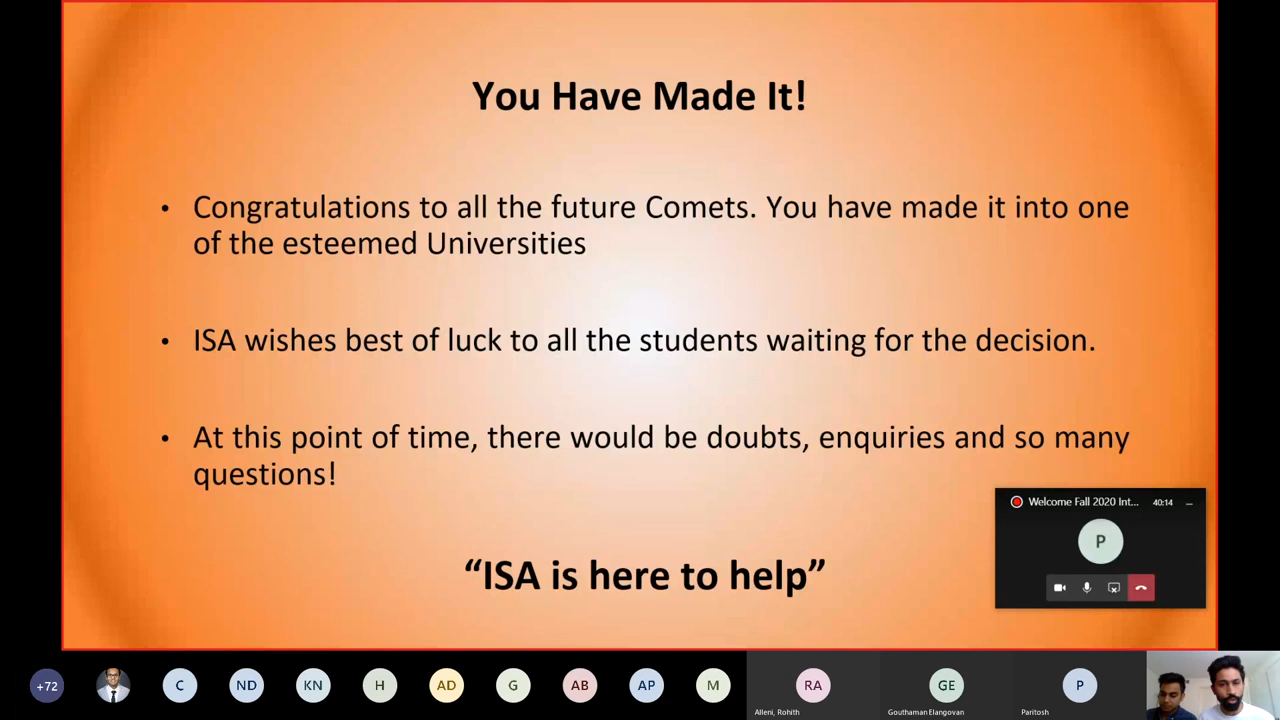 You Have Made It!
• Congratulations to all the future Comets. You have made it into one
of the esteemed Universities
• ISA wishes best of luck to all the students waiting for the decision.
• At this point of time, there would be doubts, enquiries and so many
questions!
“ISA is here to help”
Welcome Fall 2020 Int... 40:14
P
+72 C ND KN H AD G AB AP M RA GE P
Alleni, Rohith Gouthaman Elangovan Paritosh